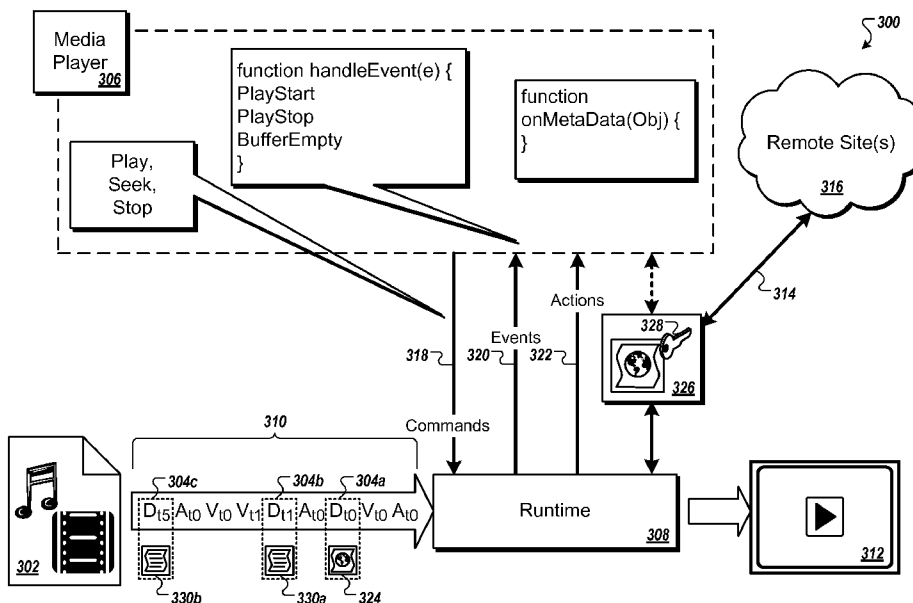 Media
Player
306
function handleEvent(e) {
PlayStart
PlayStop
BufferEmpty
}
function
onMetaData(Obj) {
}
300
Remote Site(s)
316
Play,
Seek,
Stop
314
Actions
Events
318
320
322
328
326
Commands
310
304c
304b
304a
Dt5 At0 Vt0 Vt1 Dt1 At0 Dt0 Vt0 At0
Runtime
308
302
312
330b
330a
324